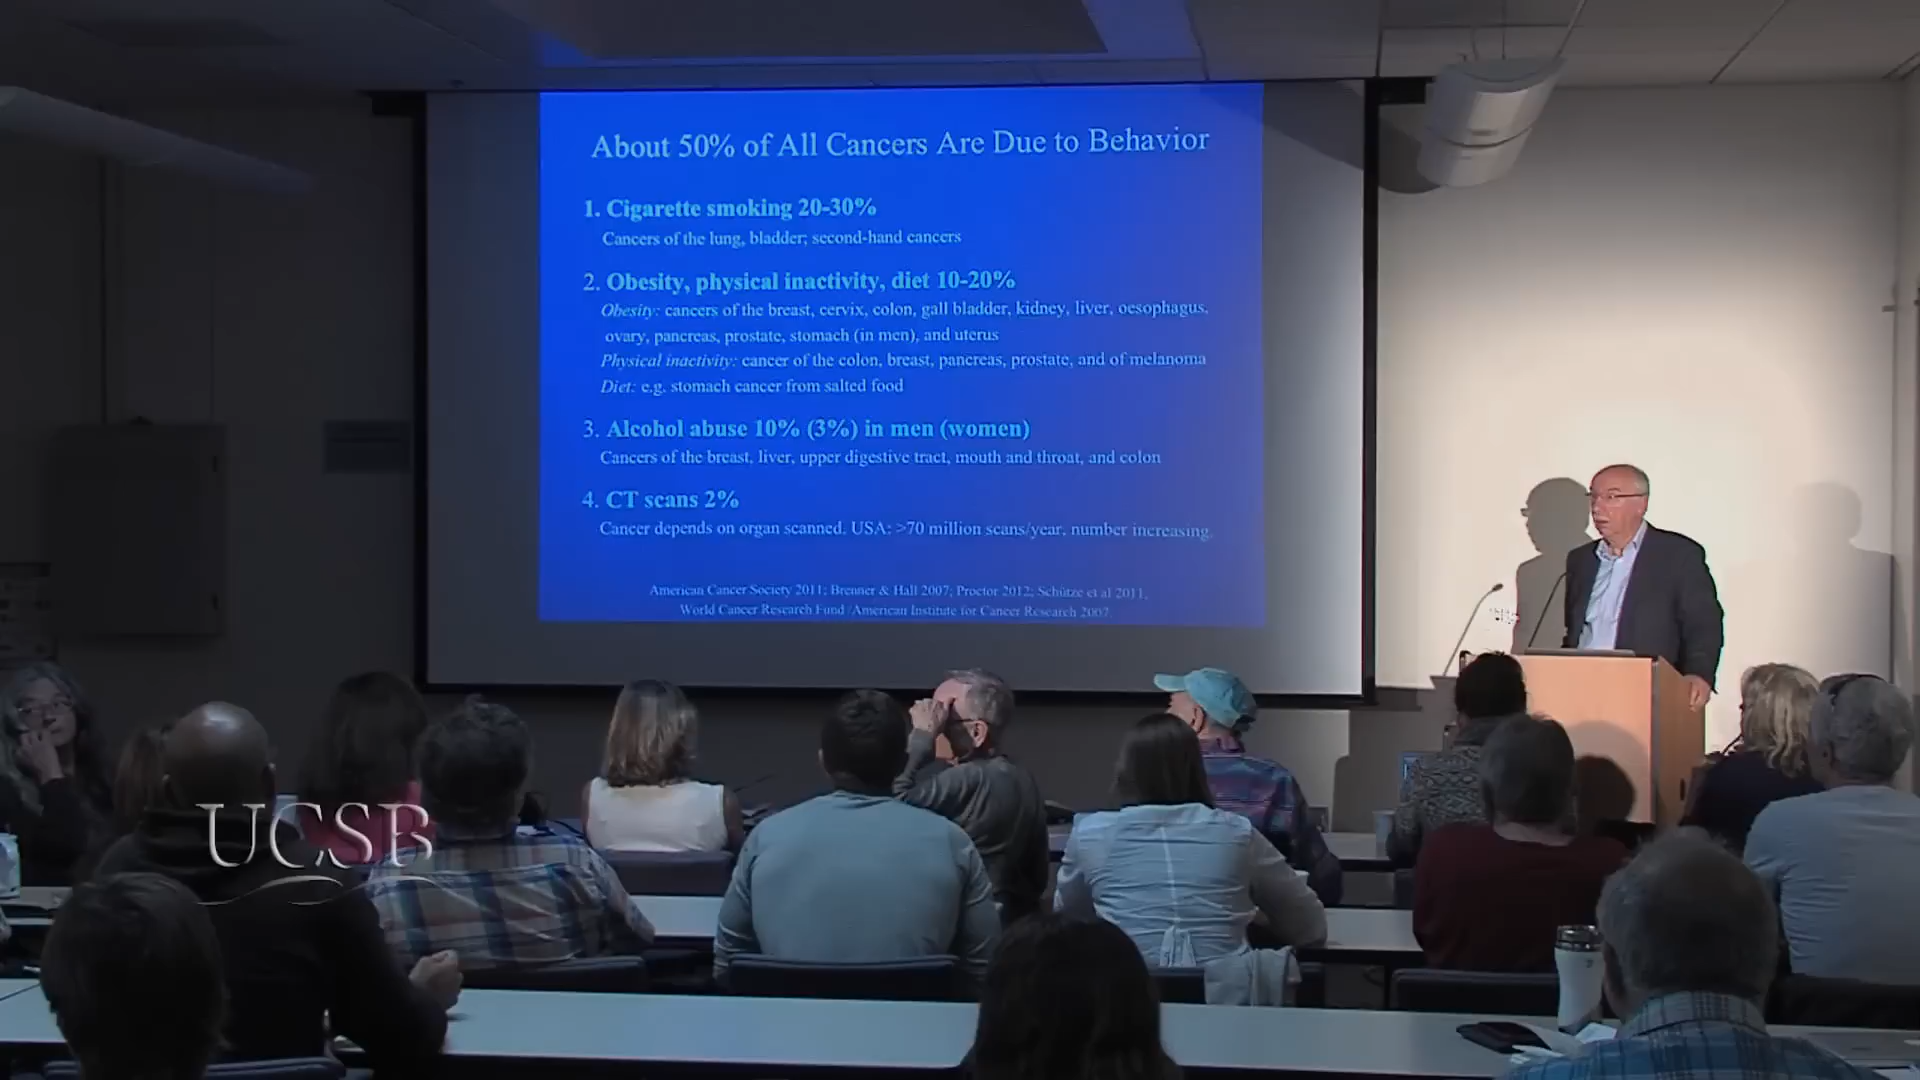 About 50% of All Cancers Are Due to Behavior
1. Cigarette smoking 20-30%
Cancers of the lung, bladder; second-hand cancers
2. Obesity, physical inactivity, diet 10-20%
Obesity: cancers of the breast, cervix, colon, gall bladder, kidney, liver, oesophagus,
ovary, pancreas, prostate, stomach (in men), and uterus
Physical inactivity: cancer of the colon, breast, pancreas, prostate, and of melanoma
Diet: e.g. stomach cancer from salted food
3. Alcohol abuse 10% (3%) in men (women)
Cancers of the breast, liver, upper digestive tract, mouth and throat, and colon
4. CT scans 2%
Cancer depends on organ scanned. USA: >70 million scans/year, number increasing.
American Cancer Society 2011; Brenner & Hall 2007; Proctor 2012; Schütze et al 2011,
World Cancer Research Fund/American Institute for Cancer Research 2007.
UCSB